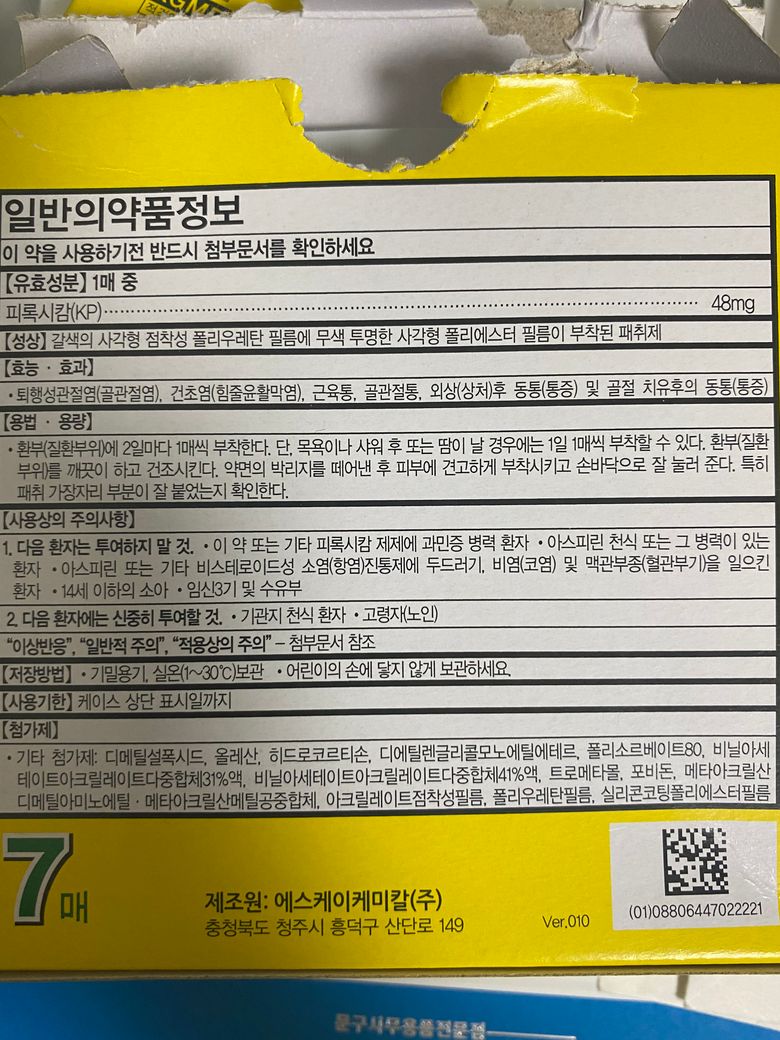 GMP
일반의약품정보
이 약을 사용하기전 반드시 첨부문서를 확인하세요
【유효성분】 1매 중
피록시캄(KP)⋯⋯⋯⋯⋯⋯⋯⋯⋯⋯⋯⋯⋯⋯⋯⋯⋯⋯⋯⋯ 48mg
【성상】 갈색의 사각형 점착성 폴리우레탄 필름에 무색 투명한 사각형 폴리에스터 필름이 부착된 패취제
【효능 · 효과】
• 퇴행성관절염(골관절염), 건초염(힘줄윤활막염), 근육통, 골관절통, 외상(상처)후 동통(통증) 및 골절 치유후의 동통(통증)
【용법 · 용량】
• 환부(질환부위)에 2일마다 1매씩 부착한다. 단, 목욕이나 샤워 후 또는 땀이 날 경우에는 1일 1매씩 부착할 수 있다. 환부(질환
부위)를 깨끗이 하고 건조시킨다. 약면의 박리지를 떼어낸 후 피부에 견고하게 부착시키고 손바닥으로 잘 눌러 준다. 특히
패취 가장자리 부분이 잘 붙었는지 확인한다.
【사용상의 주의사항】
1. 다음 환자는 투여하지 말 것. • 이 약 또는 기타 피록시캄 제제에 과민증 병력 환자 • 아스피린 천식 또는 그 병력이 있는
환자 • 아스피린 또는 기타 비스테로이드성 소염(항염)진통제에 두드러기, 비염(코염) 및 맥관부종(혈관부기)을 일으킨
환자 • 14세 이하의 소아 • 임신3기 및 수유부
2. 다음 환자에는 신중히 투여할 것. • 기관지 천식 환자 • 고령자(노인)
“이상반응”, “일반적 주의”, “적용상의 주의” – 첨부문서 참조
【저장방법】 • 기밀용기, 실온(1~30℃)보관 • 어린이의 손에 닿지 않게 보관하세요.
【사용기한】 케이스 상단 표시일까지
【첨가제】
• 기타 첨가제: 디메틸설폭시드, 올레산, 히드로코르티손, 디에틸렌글리콜모노에틸에테르, 폴리소르베이트80, 비닐아세
테이트아크릴레이트다중합체31%액, 비닐아세테이트아크릴레이트다중합체41%액, 트로메타몰, 포비돈, 메타아크릴산
디메틸아미노에틸 · 메타아크릴산메틸공중합체, 아크릴레이트점착성필름, 폴리우레탄필름, 실리콘코팅폴리에스터필름
7매
제조원: 에스케이케미칼(주)
충청북도 청주시 흥덕구 산단로 149
Ver.010
(01)08806447022221
문구사무용품전문점